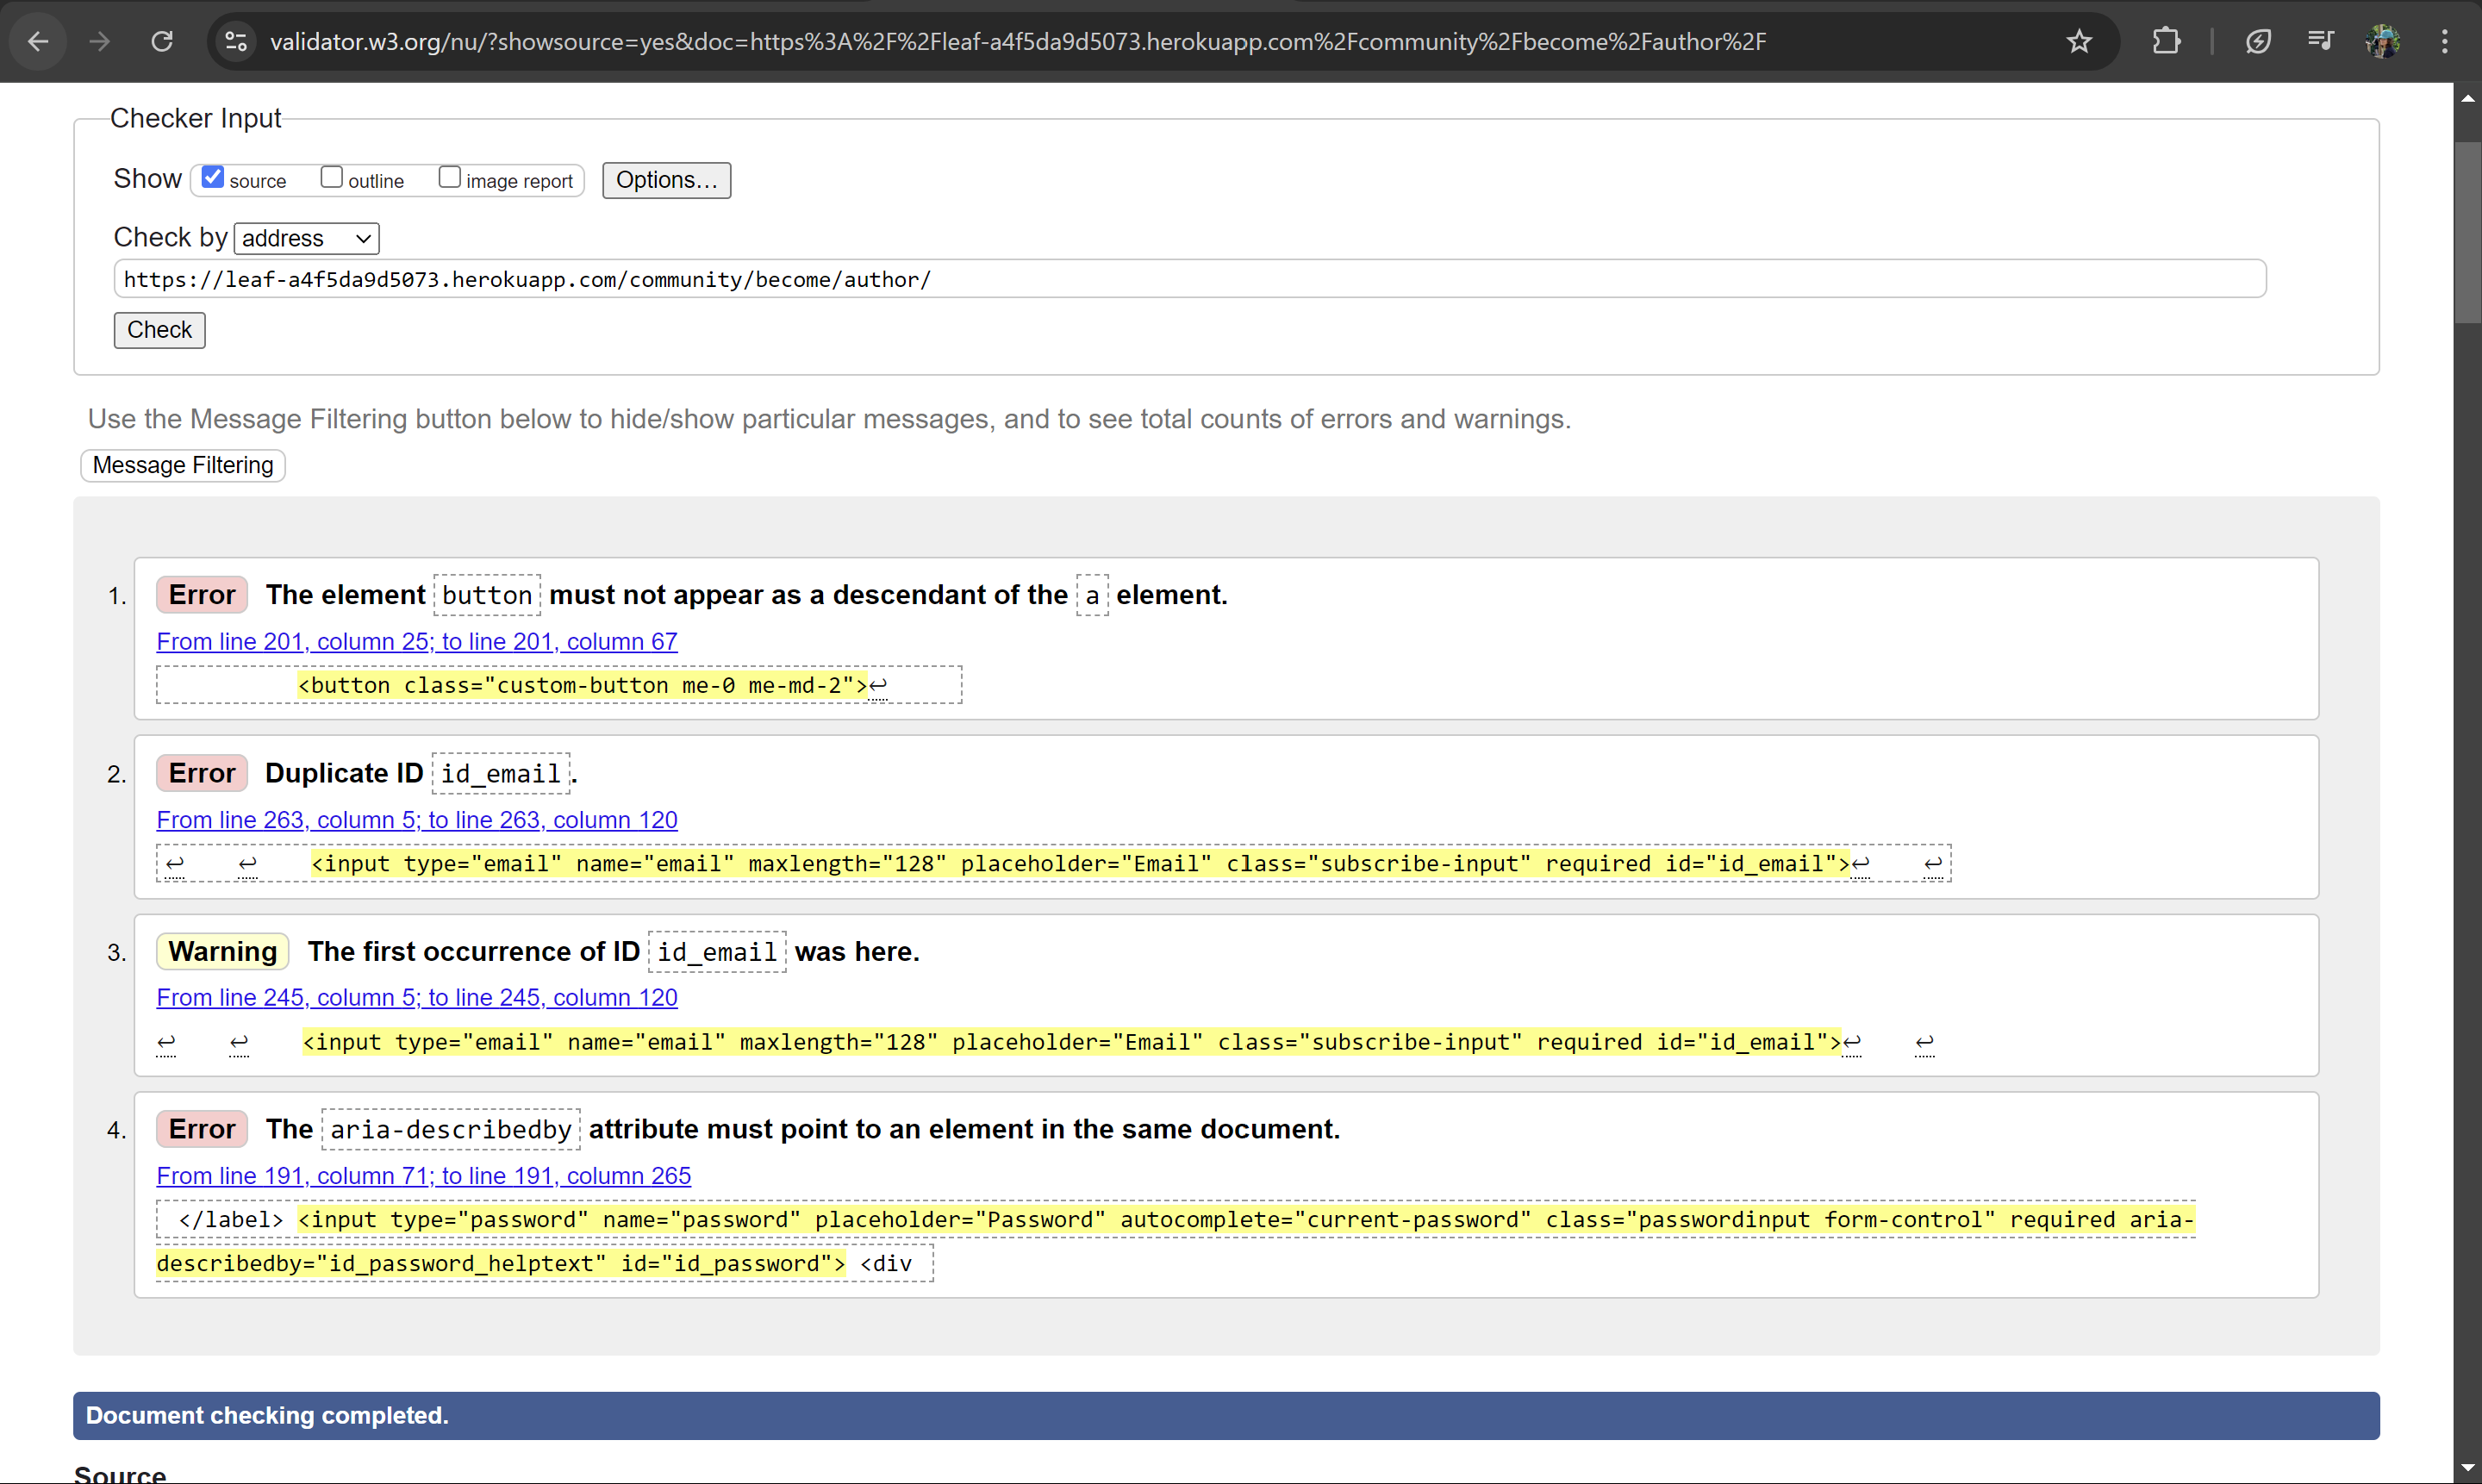 validator.w3.org/nu/?showsource=yes&doc=https%3A%2F%2Fleaf-a4f5da9d5073.herokuapp.com%2Fcommunity%2Fbecome%2Fauthor%2F
Checker Input
Show source outline image report Options...
Check by address
https://leaf-a4f5da9d5073.herokuapp.com/community/become/author/
Check
Use the Message Filtering button below to hide/show particular messages, and to see total counts of errors and warnings.
Message Filtering
1. Error The element button must not appear as a descendant of the a element.
From line 201, column 25; to line 201, column 67
<button class="custom-button me-0 me-md-2">↩
2. Error Duplicate ID id_email.
From line 263, column 5; to line 263, column 120
↩ ↩ <input type="email" name="email" maxlength="128" placeholder="Email" class="subscribe-input" required id="id_email">↩ ↩
3. Warning The first occurrence of ID id_email was here.
From line 245, column 5; to line 245, column 120
↩ ↩ <input type="email" name="email" maxlength="128" placeholder="Email" class="subscribe-input" required id="id_email">↩ ↩
4. Error The aria-describedby attribute must point to an element in the same document.
From line 191, column 71; to line 191, column 265
</label> <input type="password" name="password" placeholder="Password" autocomplete="current-password" class="passwordinput form-control" required aria-
describedby="id_password_helptext" id="id_password"> <div
Document checking completed.
Source